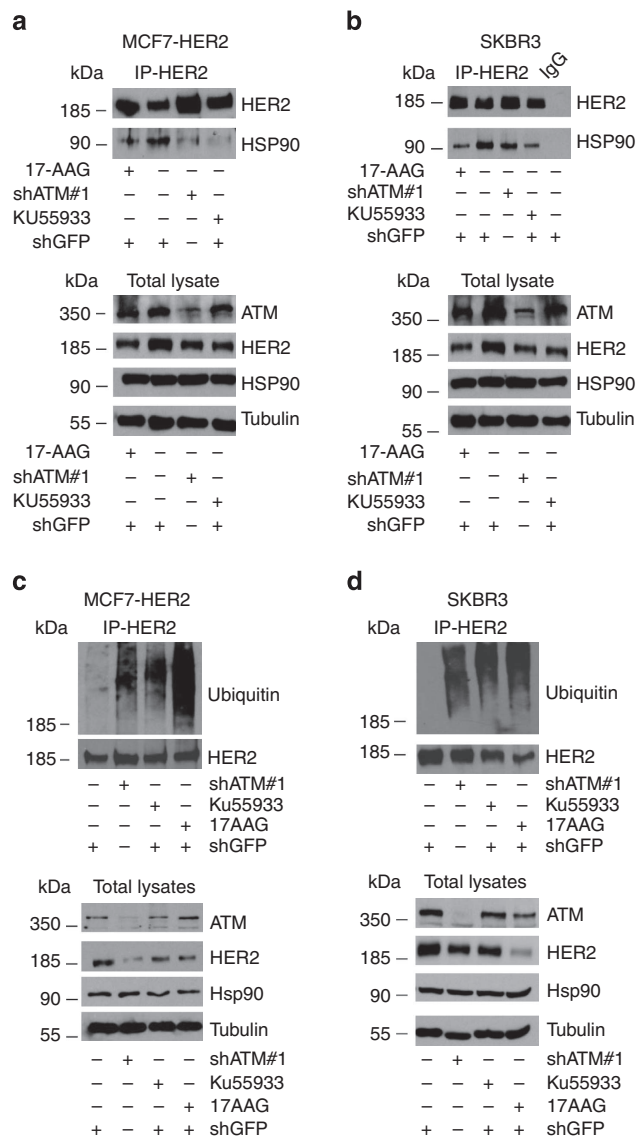 a
MCF7-HER2
kDa IP-HER2
185 – HER2
90 – HSP90
17-AAG + – – –
shATM#1 – – + –
KU55933 – – – +
shGFP + + – +
kDa Total lysate
350 – ATM
185 – HER2
90 – HSP90
55 – Tubulin
17-AAG + – – –
shATM#1 – – + –
KU55933 – – – +
shGFP + + – +
b
SKBR3
kDa IP-HER2 IgG
185 – HER2
90 – HSP90
17-AAG + – – – –
shATM#1 – – + – –
KU55933 – – – + –
shGFP + + – + +
kDa Total lysate
350 – ATM
185 – HER2
90 – HSP90
55 – Tubulin
17-AAG + – – –
shATM#1 – – + –
KU55933 – – – +
shGFP + + – +
c
MCF7-HER2
kDa IP-HER2
Ubiquitin
185 –
185 – HER2
– + – – shATM#1
– – + – Ku55933
– – – + 17AAG
+ – + + shGFP
kDa Total lysates
350 – ATM
185 – HER2
90 – Hsp90
55 – Tubulin
– + – – shATM#1
– – + – Ku55933
– – – + 17AAG
+ – + + shGFP
d
SKBR3
kDa IP-HER2
Ubiquitin
185 –
185 – HER2
– + – – shATM#1
– – + – Ku55933
– – – + 17AAG
+ – + + shGFP
kDa Total lysates
350 – ATM
185 – HER2
90 – Hsp90
55 – Tubulin
– + – – shATM#1
– – + – Ku55933
– – – + 17AAG
+ – + + shGFP